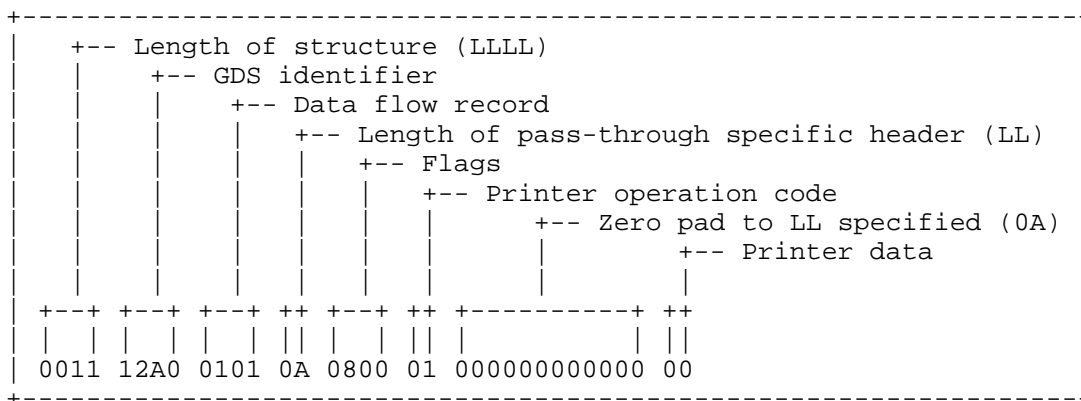 +-- Length of structure (LLLL)
+-- GDS identifier
+-- Data flow record
+-- Length of pass-through specific header (LL)
+-- Flags
+-- Printer operation code
+-- Zero pad to LL specified (0A)
+-- Printer data
0011 12A0 0101 0A 0800 01 000000000000 00